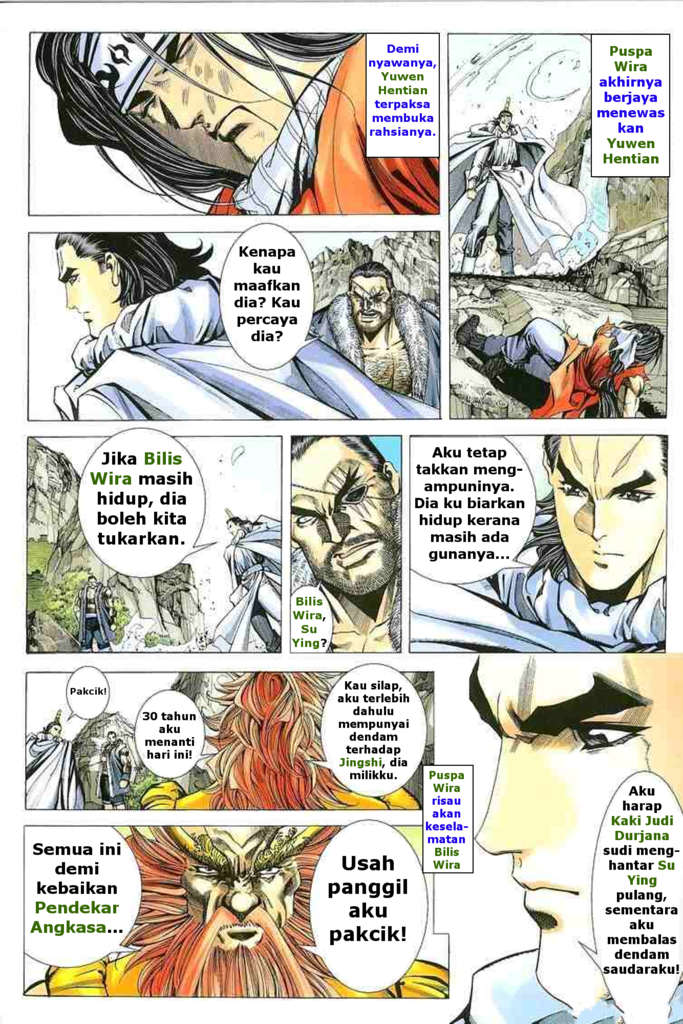 Demi
nyawanya,
Yuwen
Hentian
terpaksa
membuka
rahsianya.
Puspa
Wira
akhirnya
berjaya
menewas
kan
Yuwen
Hentian
Kenapa
kau
maafkan
dia? Kau
percaya
dia?
Jika Bilis
Wira masih
hidup, dia
boleh kita
tukarkan.
Bilis
Wira,
Su
Ying?
Aku tetap
takkan meng-
ampuninya.
Dia ku biarkan
hidup kerana
masih ada
gunanya...
Pakcik!
30 tahun
aku
menanti
hari ini!
Kau silap,
aku terlebih
dahulu
mempunyai
dendam
terhadap
Jingshi, dia
milikku.
Puspa
Wira
risau
akan
kesela-
matan
Bilis
Wira
Aku
harap
Kaki Judi
Durjana
sudi meng-
hantar Su
Ying
pulang,
sementara
aku
membalas
dendam
saudaraku!
Semua ini
demi
kebaikan
Pendekar
Angkasa...
Usah
panggil
aku
pakcik!